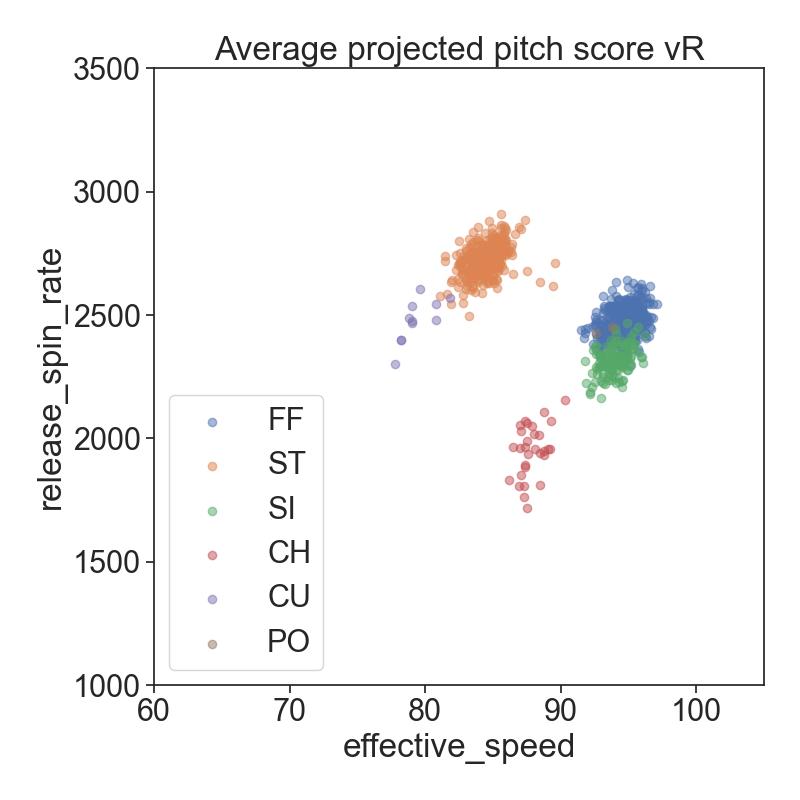 Average projected pitch score vR
3500
3000
2500
2000
1500
1000
release_spin_rate
FF
ST
SI
CH
CU
PO
60
70
80
90
100
effective_speed